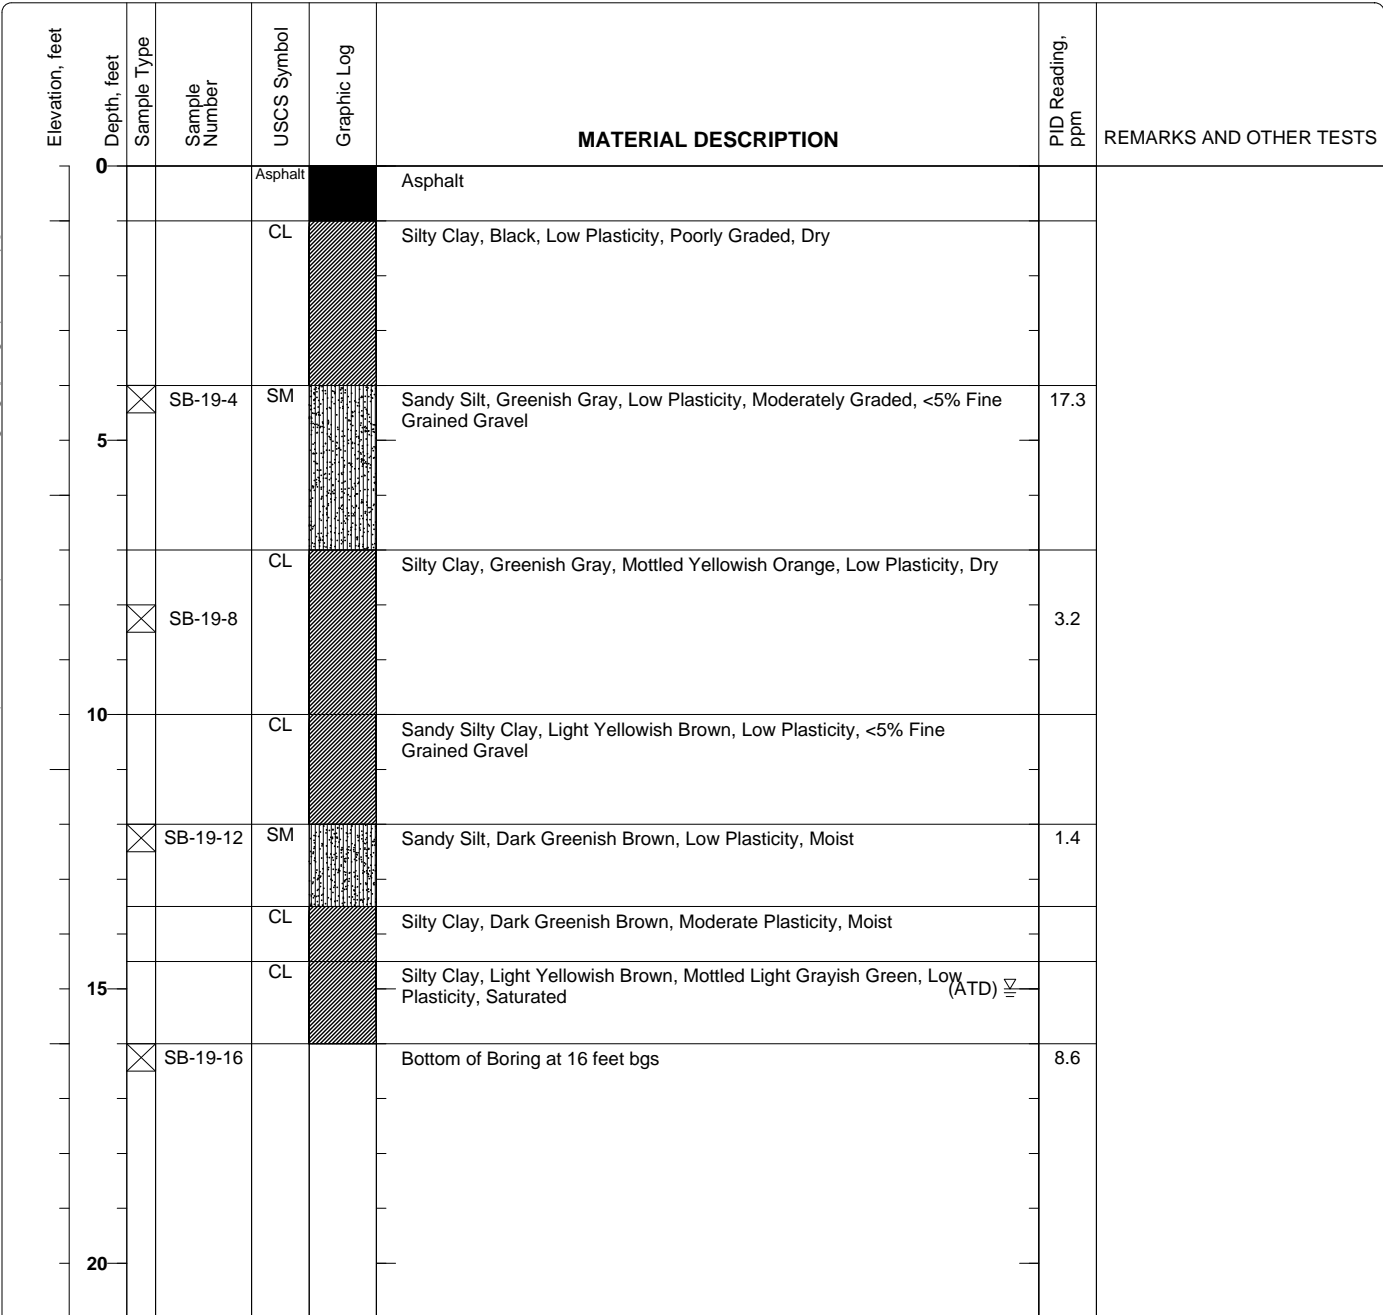 Elevation, feet
Depth, feet
Sample Type
Sample
Number
USCS Symbol
Graphic Log
MATERIAL DESCRIPTION
PID Reading,
ppm
REMARKS AND OTHER TESTS
0
Asphalt
Asphalt
CL
Silty Clay, Black, Low Plasticity, Poorly Graded, Dry
SB-19-4
SM
Sandy Silt, Greenish Gray, Low Plasticity, Moderately Graded, <5% Fine
Grained Gravel
17.3
5
CL
Silty Clay, Greenish Gray, Mottled Yellowish Orange, Low Plasticity, Dry
SB-19-8
3.2
10
CL
Sandy Silty Clay, Light Yellowish Brown, Low Plasticity, <5% Fine
Grained Gravel
SB-19-12
SM
Sandy Silt, Dark Greenish Brown, Low Plasticity, Moist
1.4
CL
Silty Clay, Dark Greenish Brown, Moderate Plasticity, Moist
CL
Silty Clay, Light Yellowish Brown, Mottled Light Grayish Green, Low
Plasticity, Saturated
(ATD)
15
SB-19-16
Bottom of Boring at 16 feet bgs
8.6
20